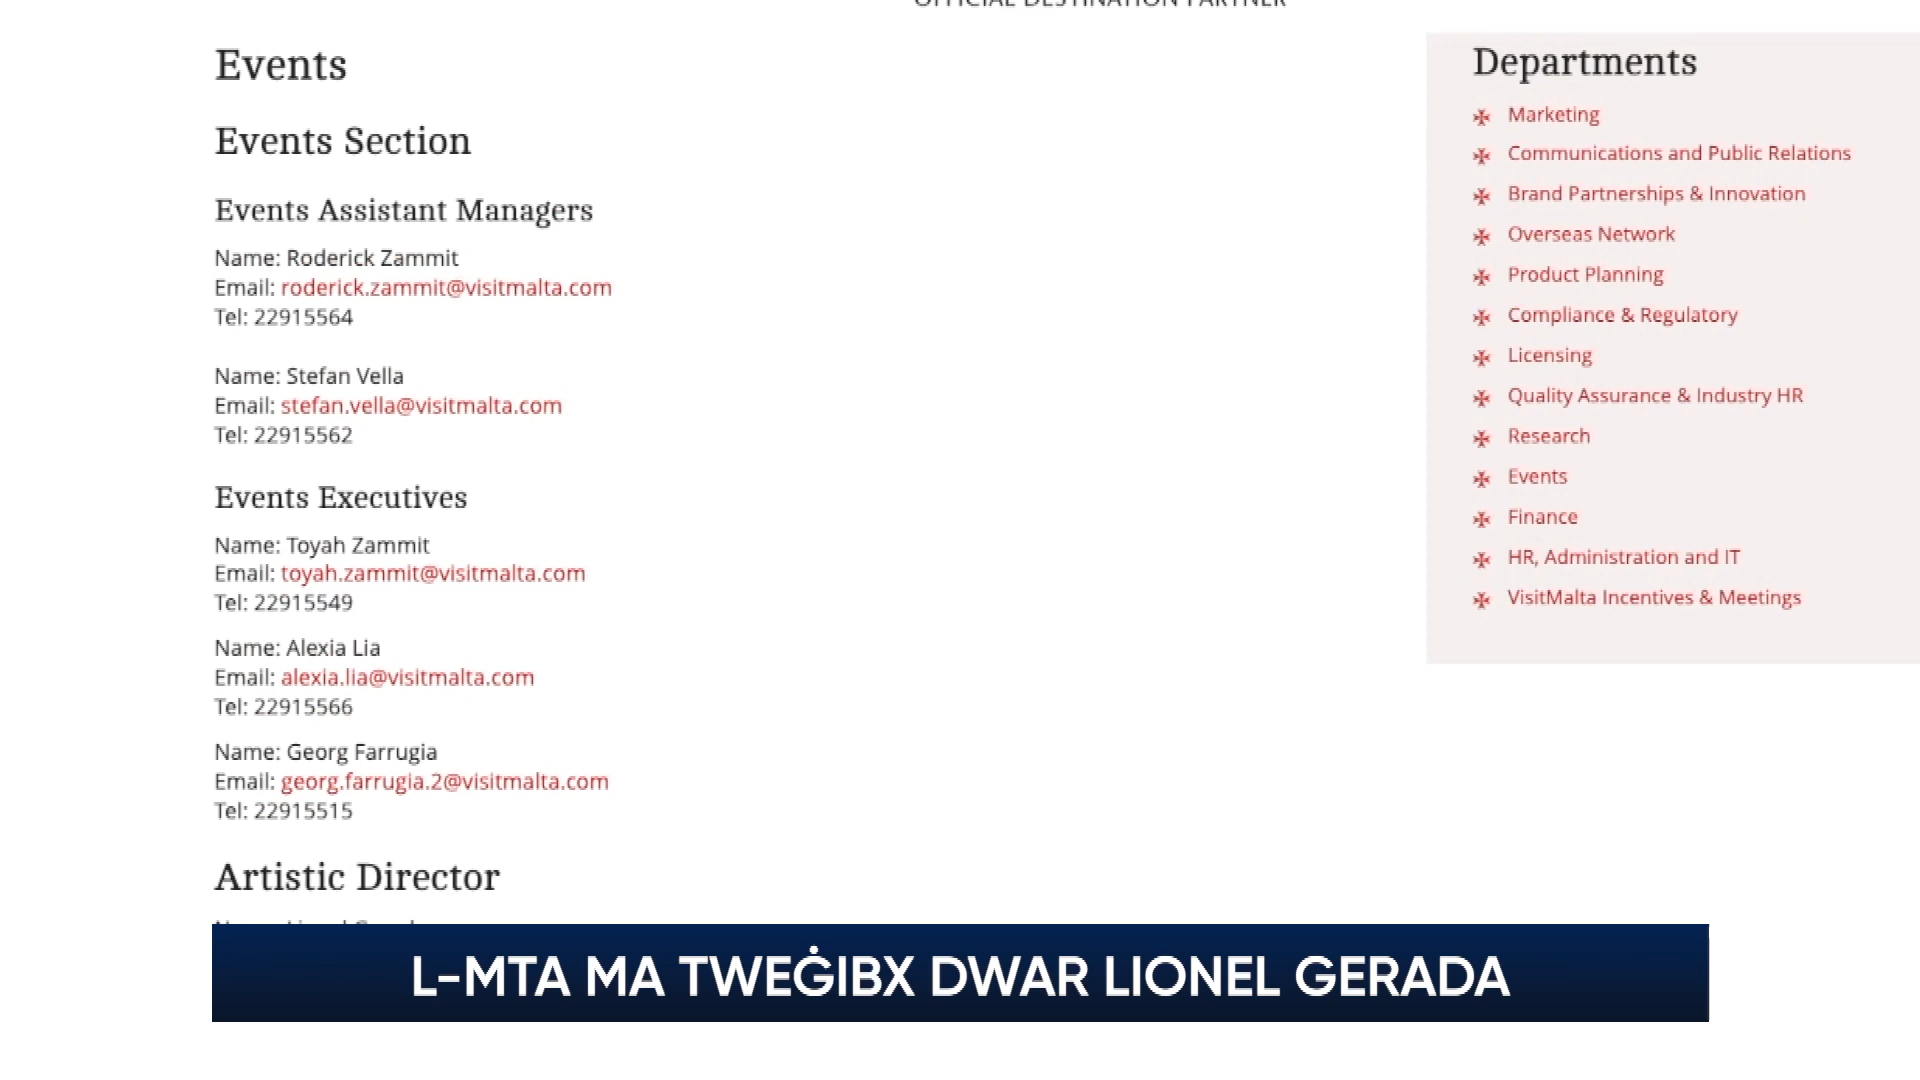 OFFICIAL DESTINATION PARTNER
Events
Events Section
Events Assistant Managers
Name: Roderick Zammit
Email: roderick.zammit@visitmalta.com
Tel: 22915564
Name: Stefan Vella
Email: stefan.vella@visitmalta.com
Tel: 22915562
Events Executives
Name: Toyah Zammit
Email: toyah.zammit@visitmalta.com
Tel: 22915549
Name: Alexia Lia
Email: alexia.lia@visitmalta.com
Tel: 22915566
Name: Georg Farrugia
Email: georg.farrugia.2@visitmalta.com
Tel: 22915515
Artistic Director
Departments
Marketing
Communications and Public Relations
Brand Partnerships & Innovation
Overseas Network
Product Planning
Compliance & Regulatory
Licensing
Quality Assurance & Industry HR
Research
Events
Finance
HR, Administration and IT
VisitMalta Incentives & Meetings
L-MTA MA TWEĠIBX DWAR LIONEL GERADA